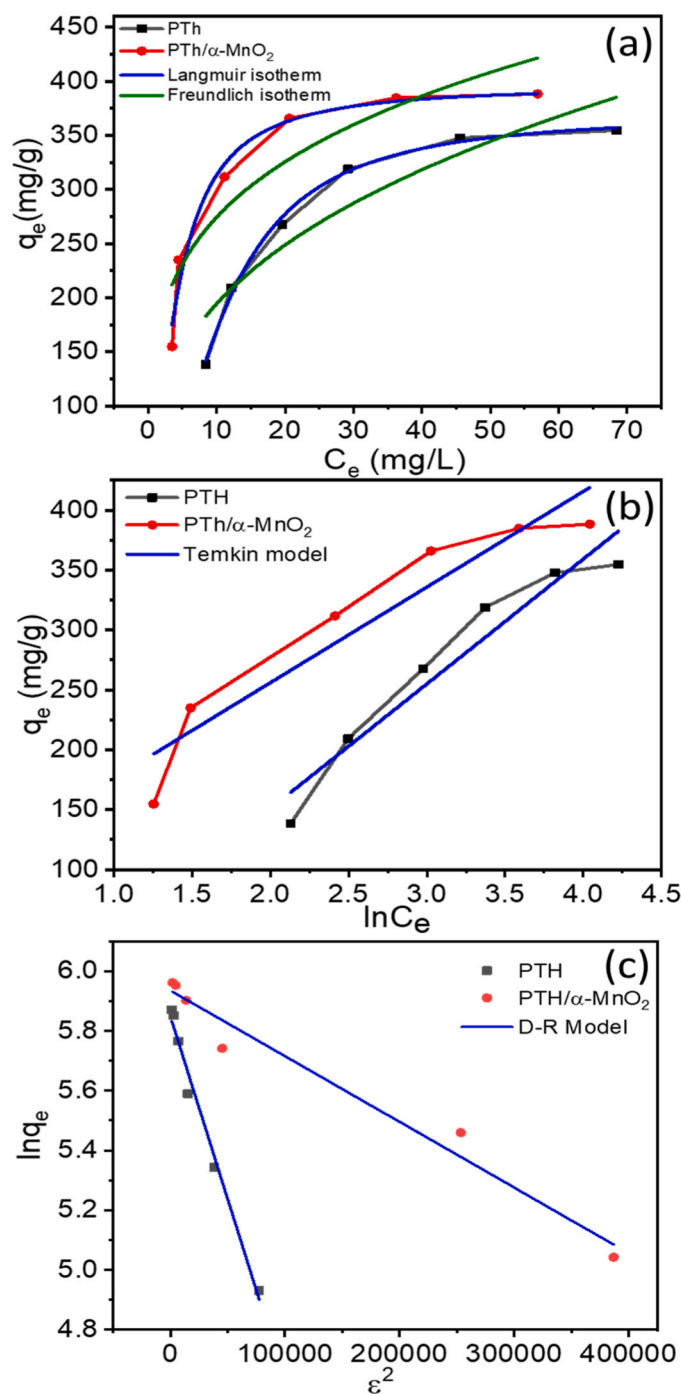 (a)
PTh
PTh/α-MnO₂
Langmuir isotherm
Freundlich isotherm
450
400
350
300
250
200
150
100
qₑ(mg/g)
0 10 20 30 40 50 60 70
Cₑ (mg/L)
(b)
PTH
PTh/α-MnO₂
Temkin model
400
350
300
250
200
150
100
qₑ (mg/g)
1.0 1.5 2.0 2.5 3.0 3.5 4.0 4.5
lnCₑ
(c)
PTH
PTH/α-MnO₂
D-R Model
6.0
5.8
5.6
5.4
5.2
5.0
4.8
lnqₑ
0 100000 200000 300000 400000
ε²